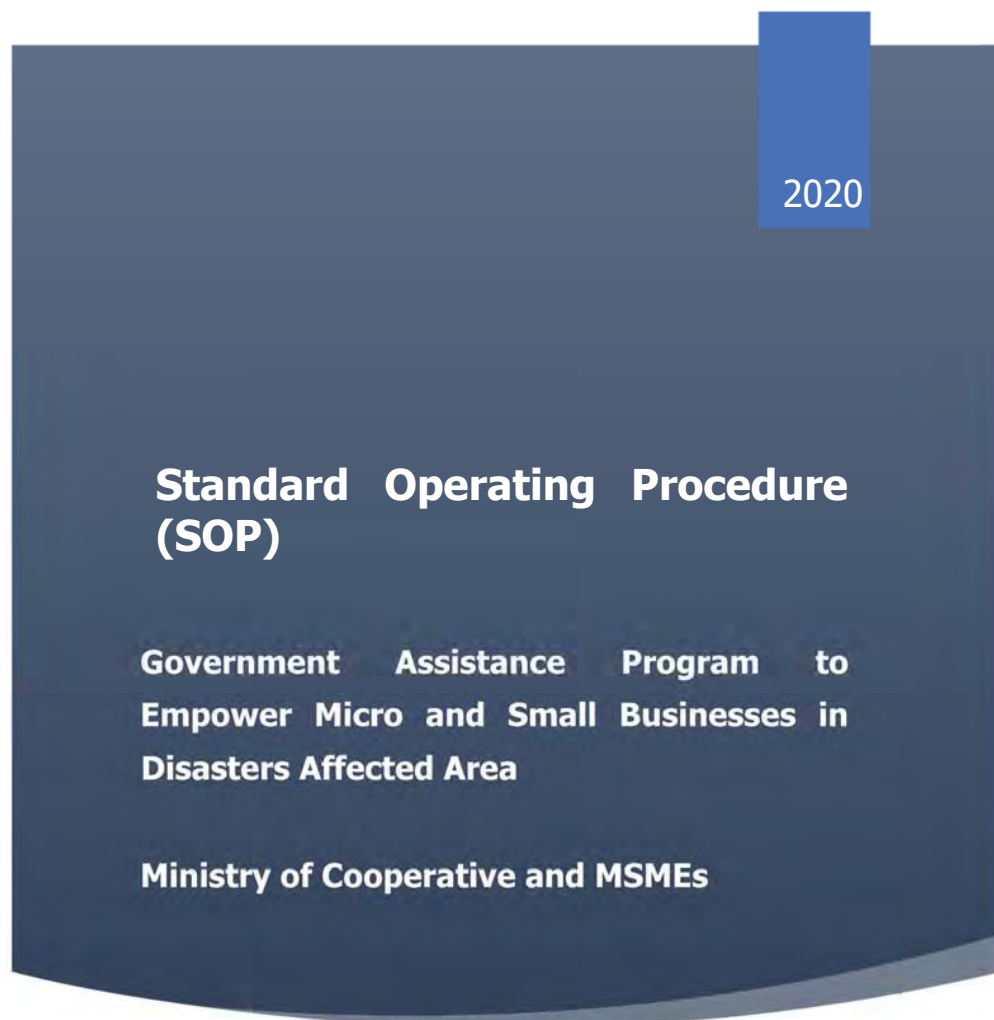 2020
Standard Operating Procedure
(SOP)
Government Assistance Program to
Empower Micro and Small Businesses in
Disasters Affected Area
Ministry of Cooperative and MSMEs